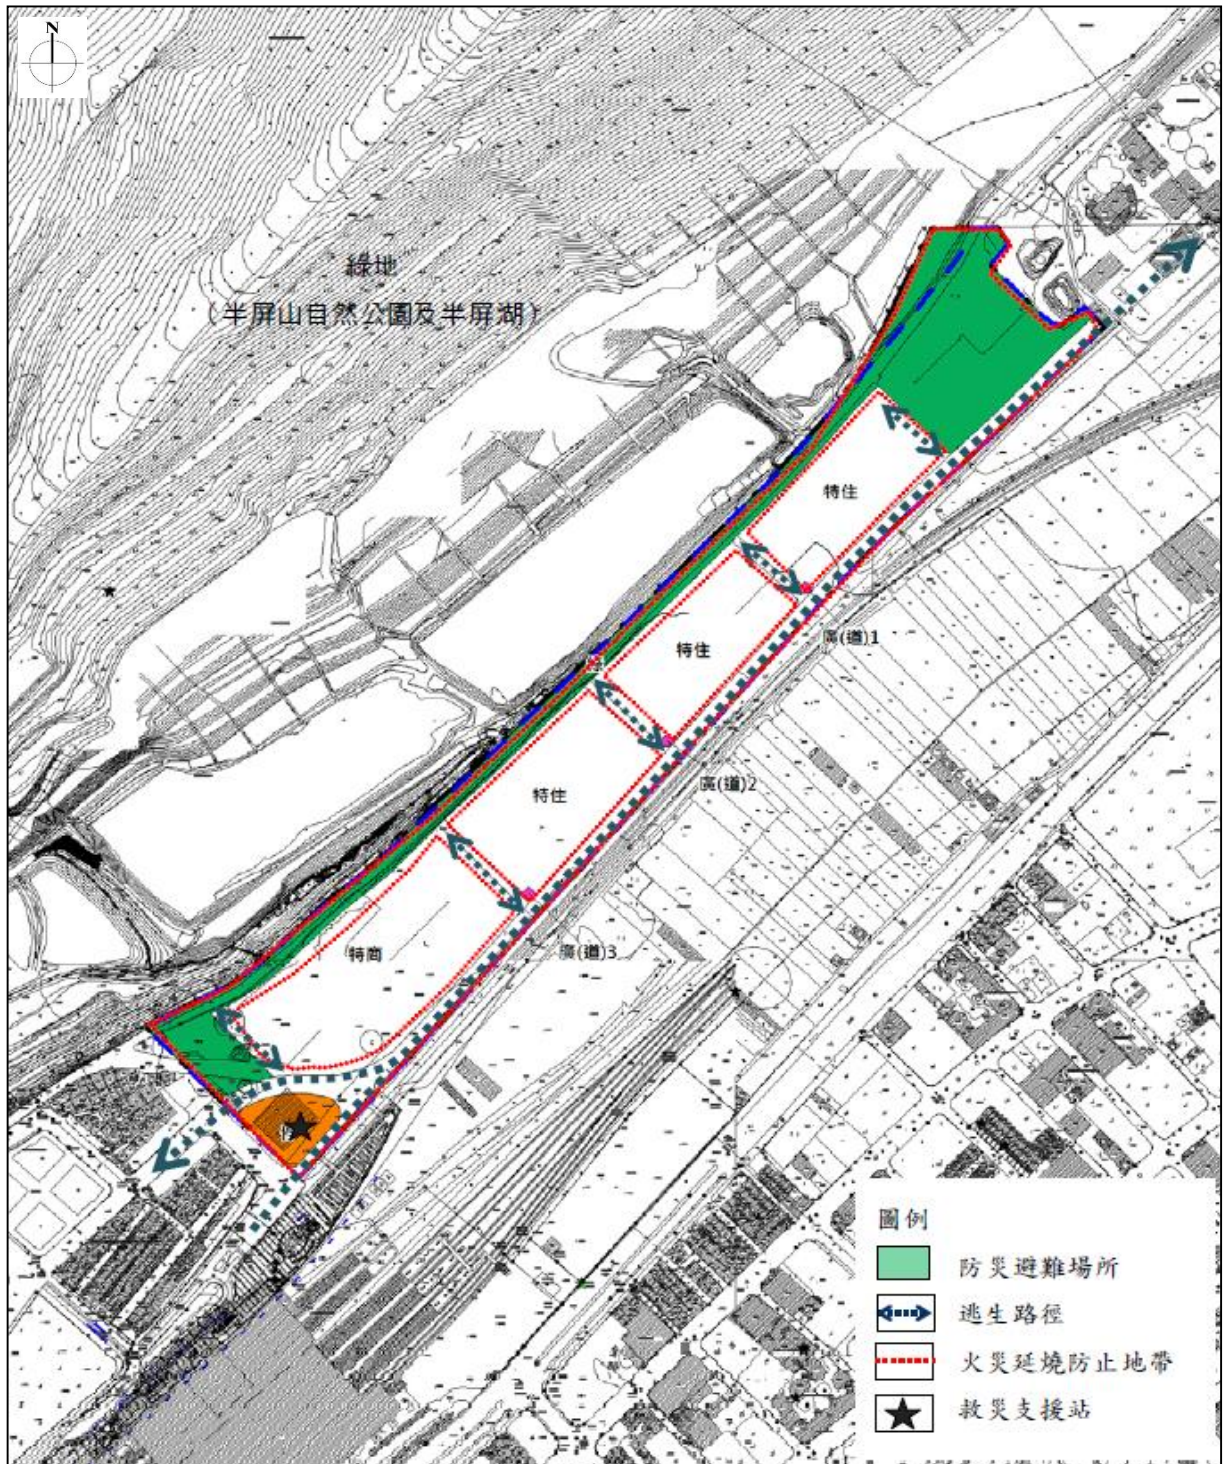 N
綠地
（半屏山自然公園及半屏湖）
特住
廣(道)1
特住
廣(道)2
特住
廣(道)3
特商
圖例
防災避難場所
逃生路徑
火災延燒防止地帶
救災支援站